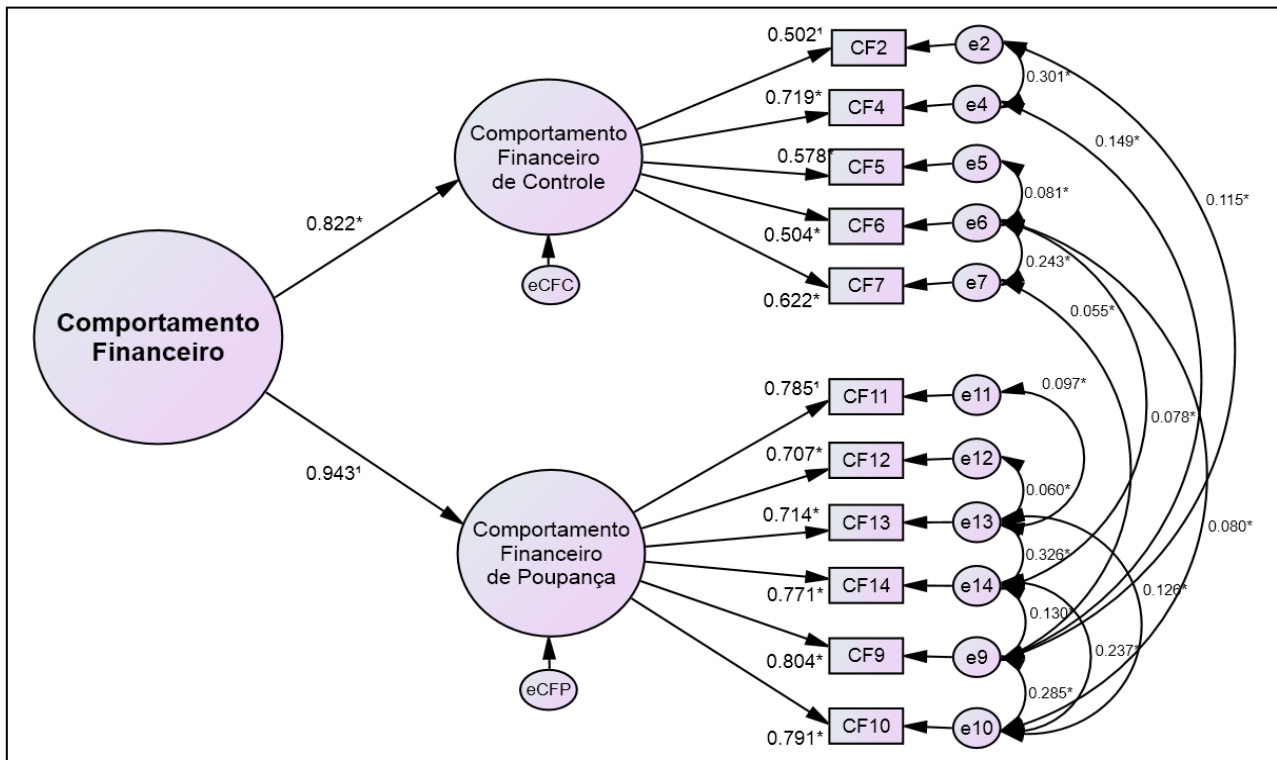 0.502¹
CF2
e2
0.301*
0.719*
CF4
e4
0.149*
Comportamento
Financeiro
de Controle
0.578*
CF5
e5
0.081*
0.115*
0.822*
CF6
e6
0.504*
0.243*
eCFC
CF7
e7
0.622*
0.055*
Comportamento
Financeiro
0.785¹
CF11
e11
0.097*
0.078*
0.707*
CF12
e12
0.060*
0.943¹
0.714*
CF13
e13
0.080*
Comportamento
Financeiro
de Poupança
0.326*
CF14
e14
0.771*
0.126*
0.130*
0.237*
CF9
e9
0.804*
eCFP
0.285*
CF10
e10
0.791*